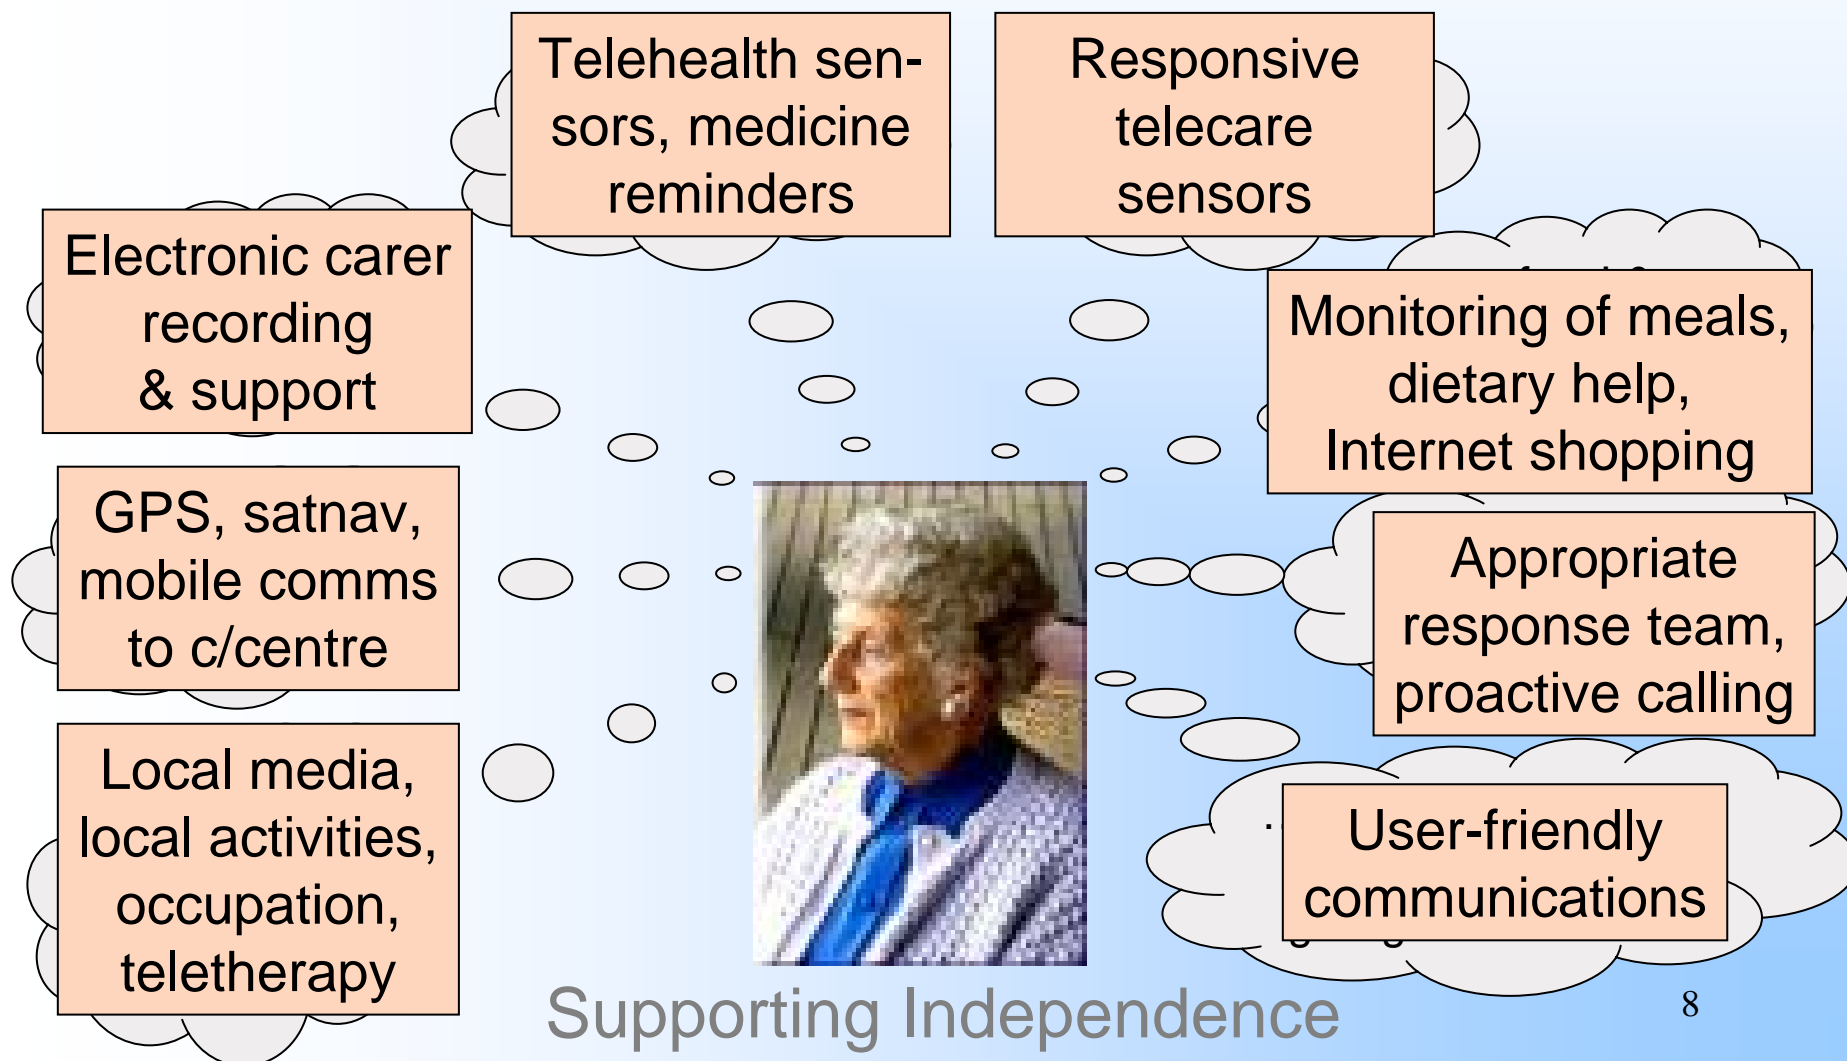 Telehealth sen-
sors, medicine
reminders
Responsive
telecare
sensors
Electronic carer
recording
& support
Monitoring of meals,
dietary help,
Internet shopping
GPS, satnav,
mobile comms
to c/centre
Appropriate
response team,
proactive calling
Local media,
local activities,
occupation,
teletherapy
User-friendly
communications
Supporting Independence
8